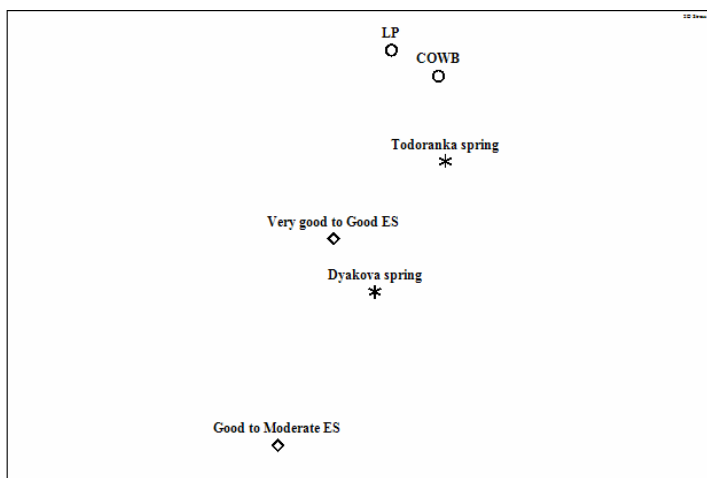 LP
COWB
Todoranka spring
Very good to Good ES
Dyakova spring
Good to Moderate ES